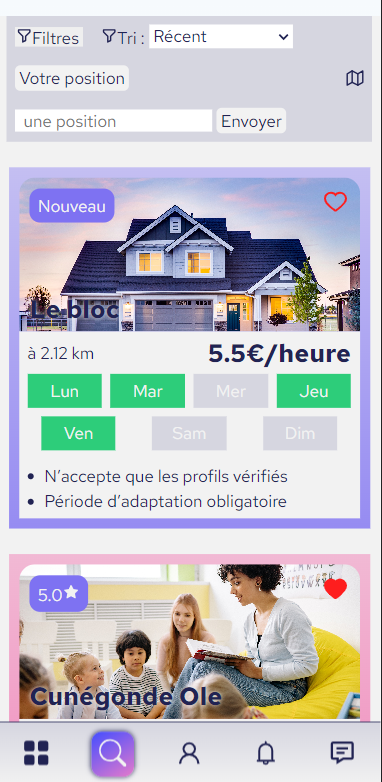 Filtres Tri : Récent
Votre position
une position Envoyer
Nouveau
Le bloc
à 2.12 km 5.5€/heure
Lun Mar Mer Jeu
Ven Sam Dim
• N’accepte que les profils vérifiés
• Période d’adaptation obligatoire
5.0
Cunégonde Ole